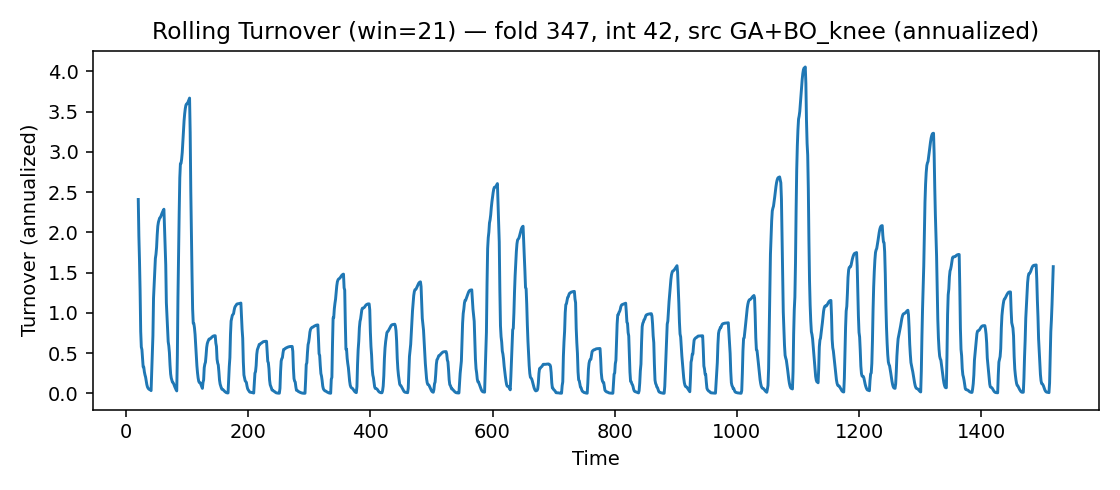 Rolling Turnover (win=21) — fold 347, int 42, src GA+BO_knee (annualized)
Turnover (annualized)
4.0
3.5
3.0
2.5
2.0
1.5
1.0
0.5
0.0
0 200 400 600 800 1000 1200 1400
Time